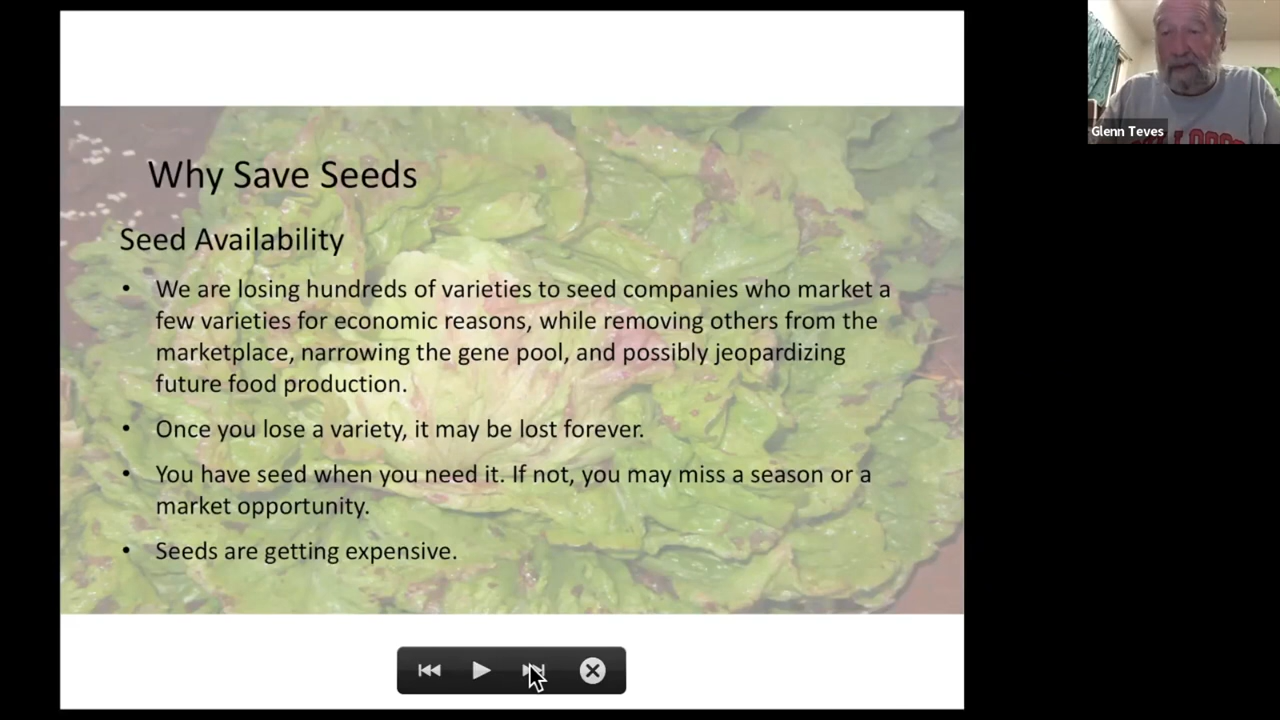 Why Save Seeds
Seed Availability
• We are losing hundreds of varieties to seed companies who market a
few varieties for economic reasons, while removing others from the
marketplace, narrowing the gene pool, and possibly jeopardizing
future food production.
• Once you lose a variety, it may be lost forever.
• You have seed when you need it. If not, you may miss a season or a
market opportunity.
• Seeds are getting expensive.
Glenn Teves